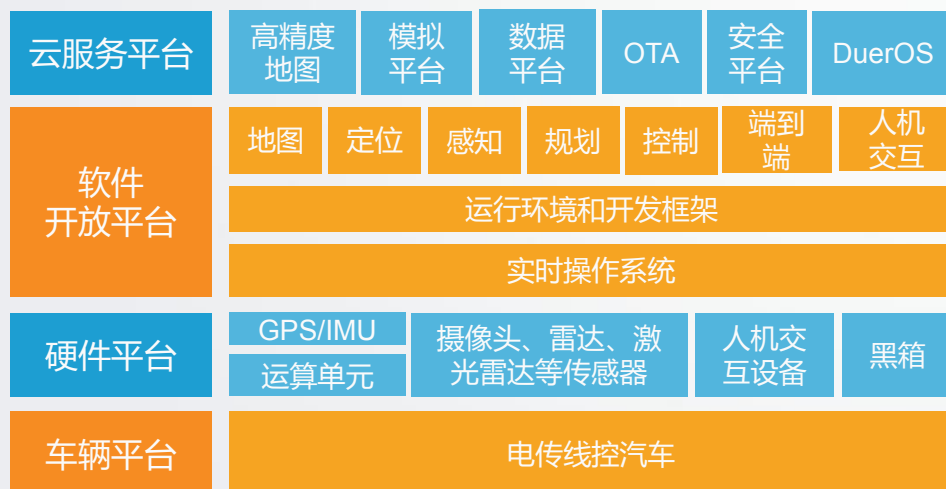 云服务平台
高精度
地图
模拟
平台
数据
平台
OTA
安全
平台
DuerOS
软件
开放平台
地图
定位
感知
规划
控制
端到
端
人机
交互
运行环境和开发框架
实时操作系统
硬件平台
GPS/IMU
运算单元
摄像头、雷达、激
光雷达等传感器
人机交
互设备
黑箱
车辆平台
电传线控汽车